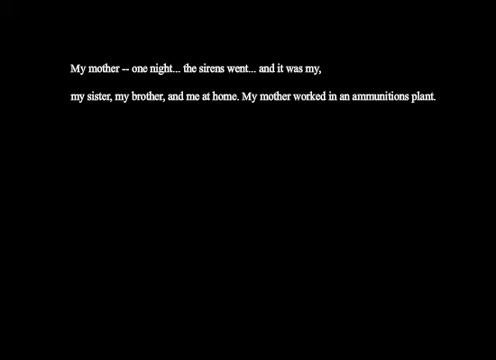 My mother -- one night... the sirens went... and it was my,
my sister, my brother, and me at home. My mother worked in an ammunitions plant.